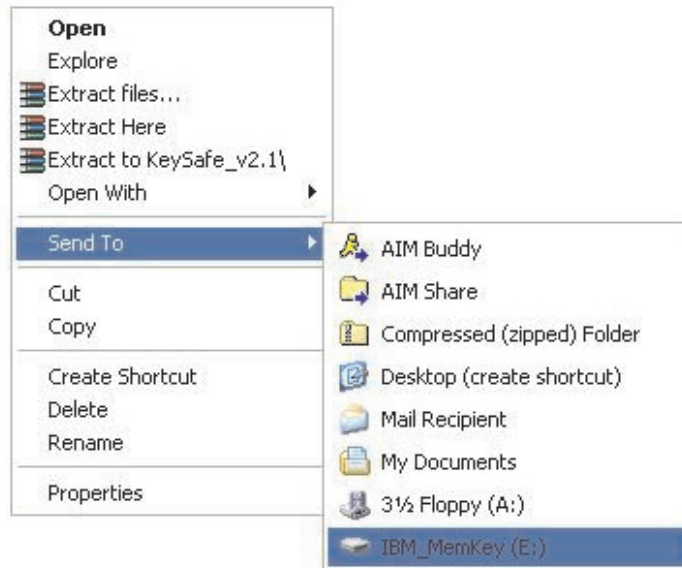 Open
Explore
Extract files...
Extract Here
Extract to KeySafe_v2.1\
Open With
Send To
Cut
Copy
Create Shortcut
Delete
Rename
Properties
AIM Buddy
AIM Share
Compressed (zipped) Folder
Desktop (create shortcut)
Mail Recipient
My Documents
3½ Floppy (A:)
IBM_MemKey (E:)